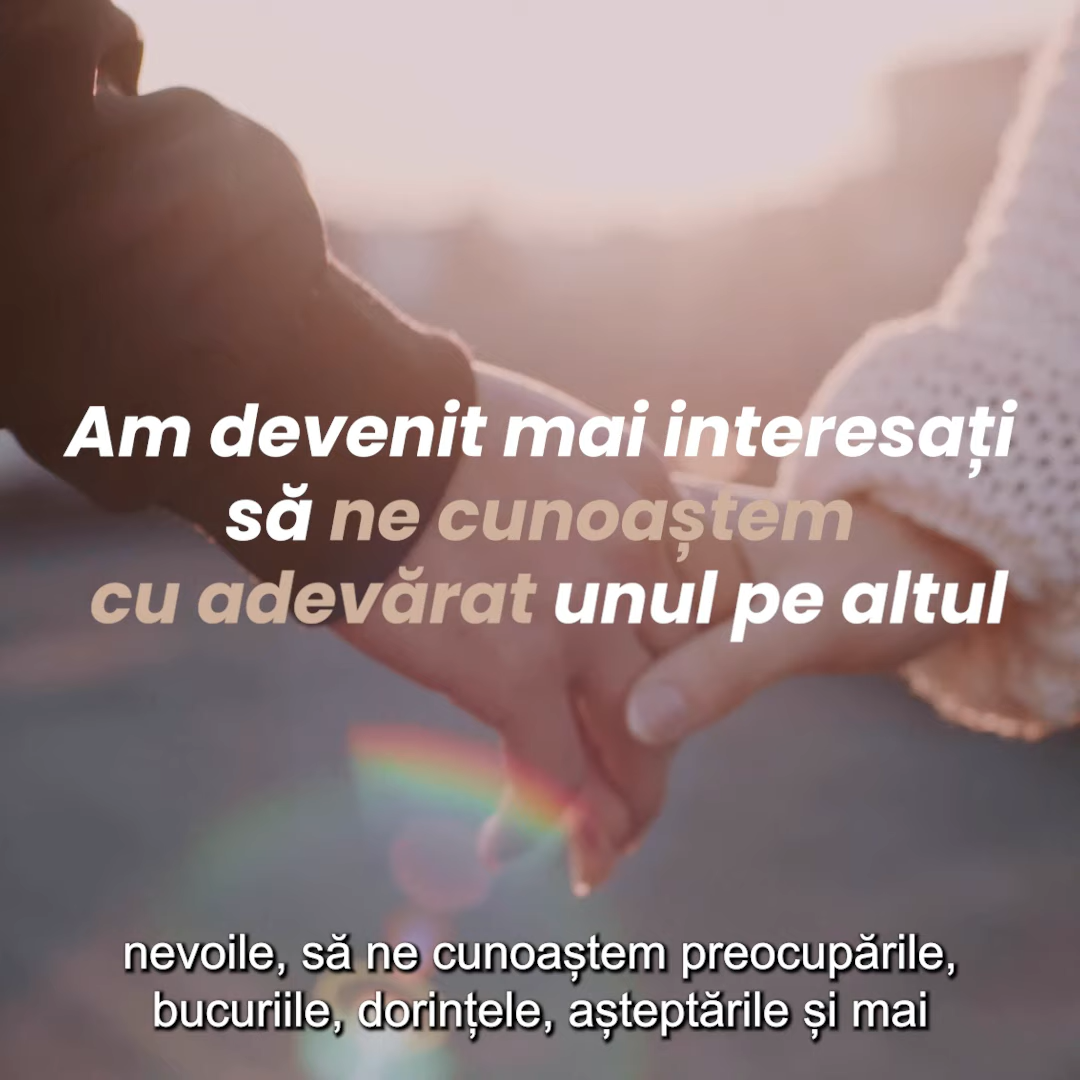 Am devenit mai interesați
să ne cunoaștem
cu adevărat unul pe altul
nevoile, să ne cunoaștem preocupările,
bucuriile, dorințele, așteptările și mai